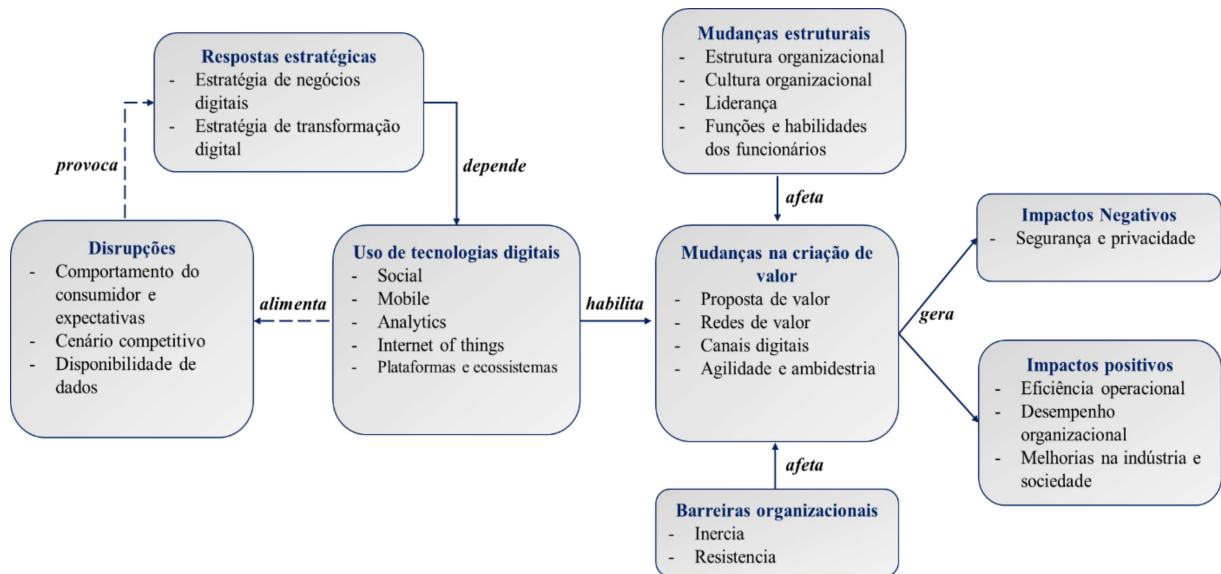 Respostas estratégicas
- Estratégia de negócios
digitais
- Estratégia de transformação
digital
Mudanças estruturais
- Estrutura organizacional
- Cultura organizacional
- Liderança
- Funções e habilidades
dos funcionários
provoca
depende
afeta
Disrupções
- Comportamento do
consumidor e
expectativas
- Cenário competitivo
- Disponibilidade de
dados
alimenta
Uso de tecnologias digitais
- Social
- Mobile
- Analytics
- Internet of things
- Plataformas e ecossistemas
habilita
Mudanças na criação de
valor
- Proposta de valor
- Redes de valor
- Canais digitais
- Agilidade e ambidestria
gera
Impactos Negativos
- Segurança e privacidade
Impactos positivos
- Eficiência operacional
- Desempenho
organizacional
- Melhorias na indústria e
sociedade
afeta
Barreiras organizacionais
- Inercia
- Resistencia